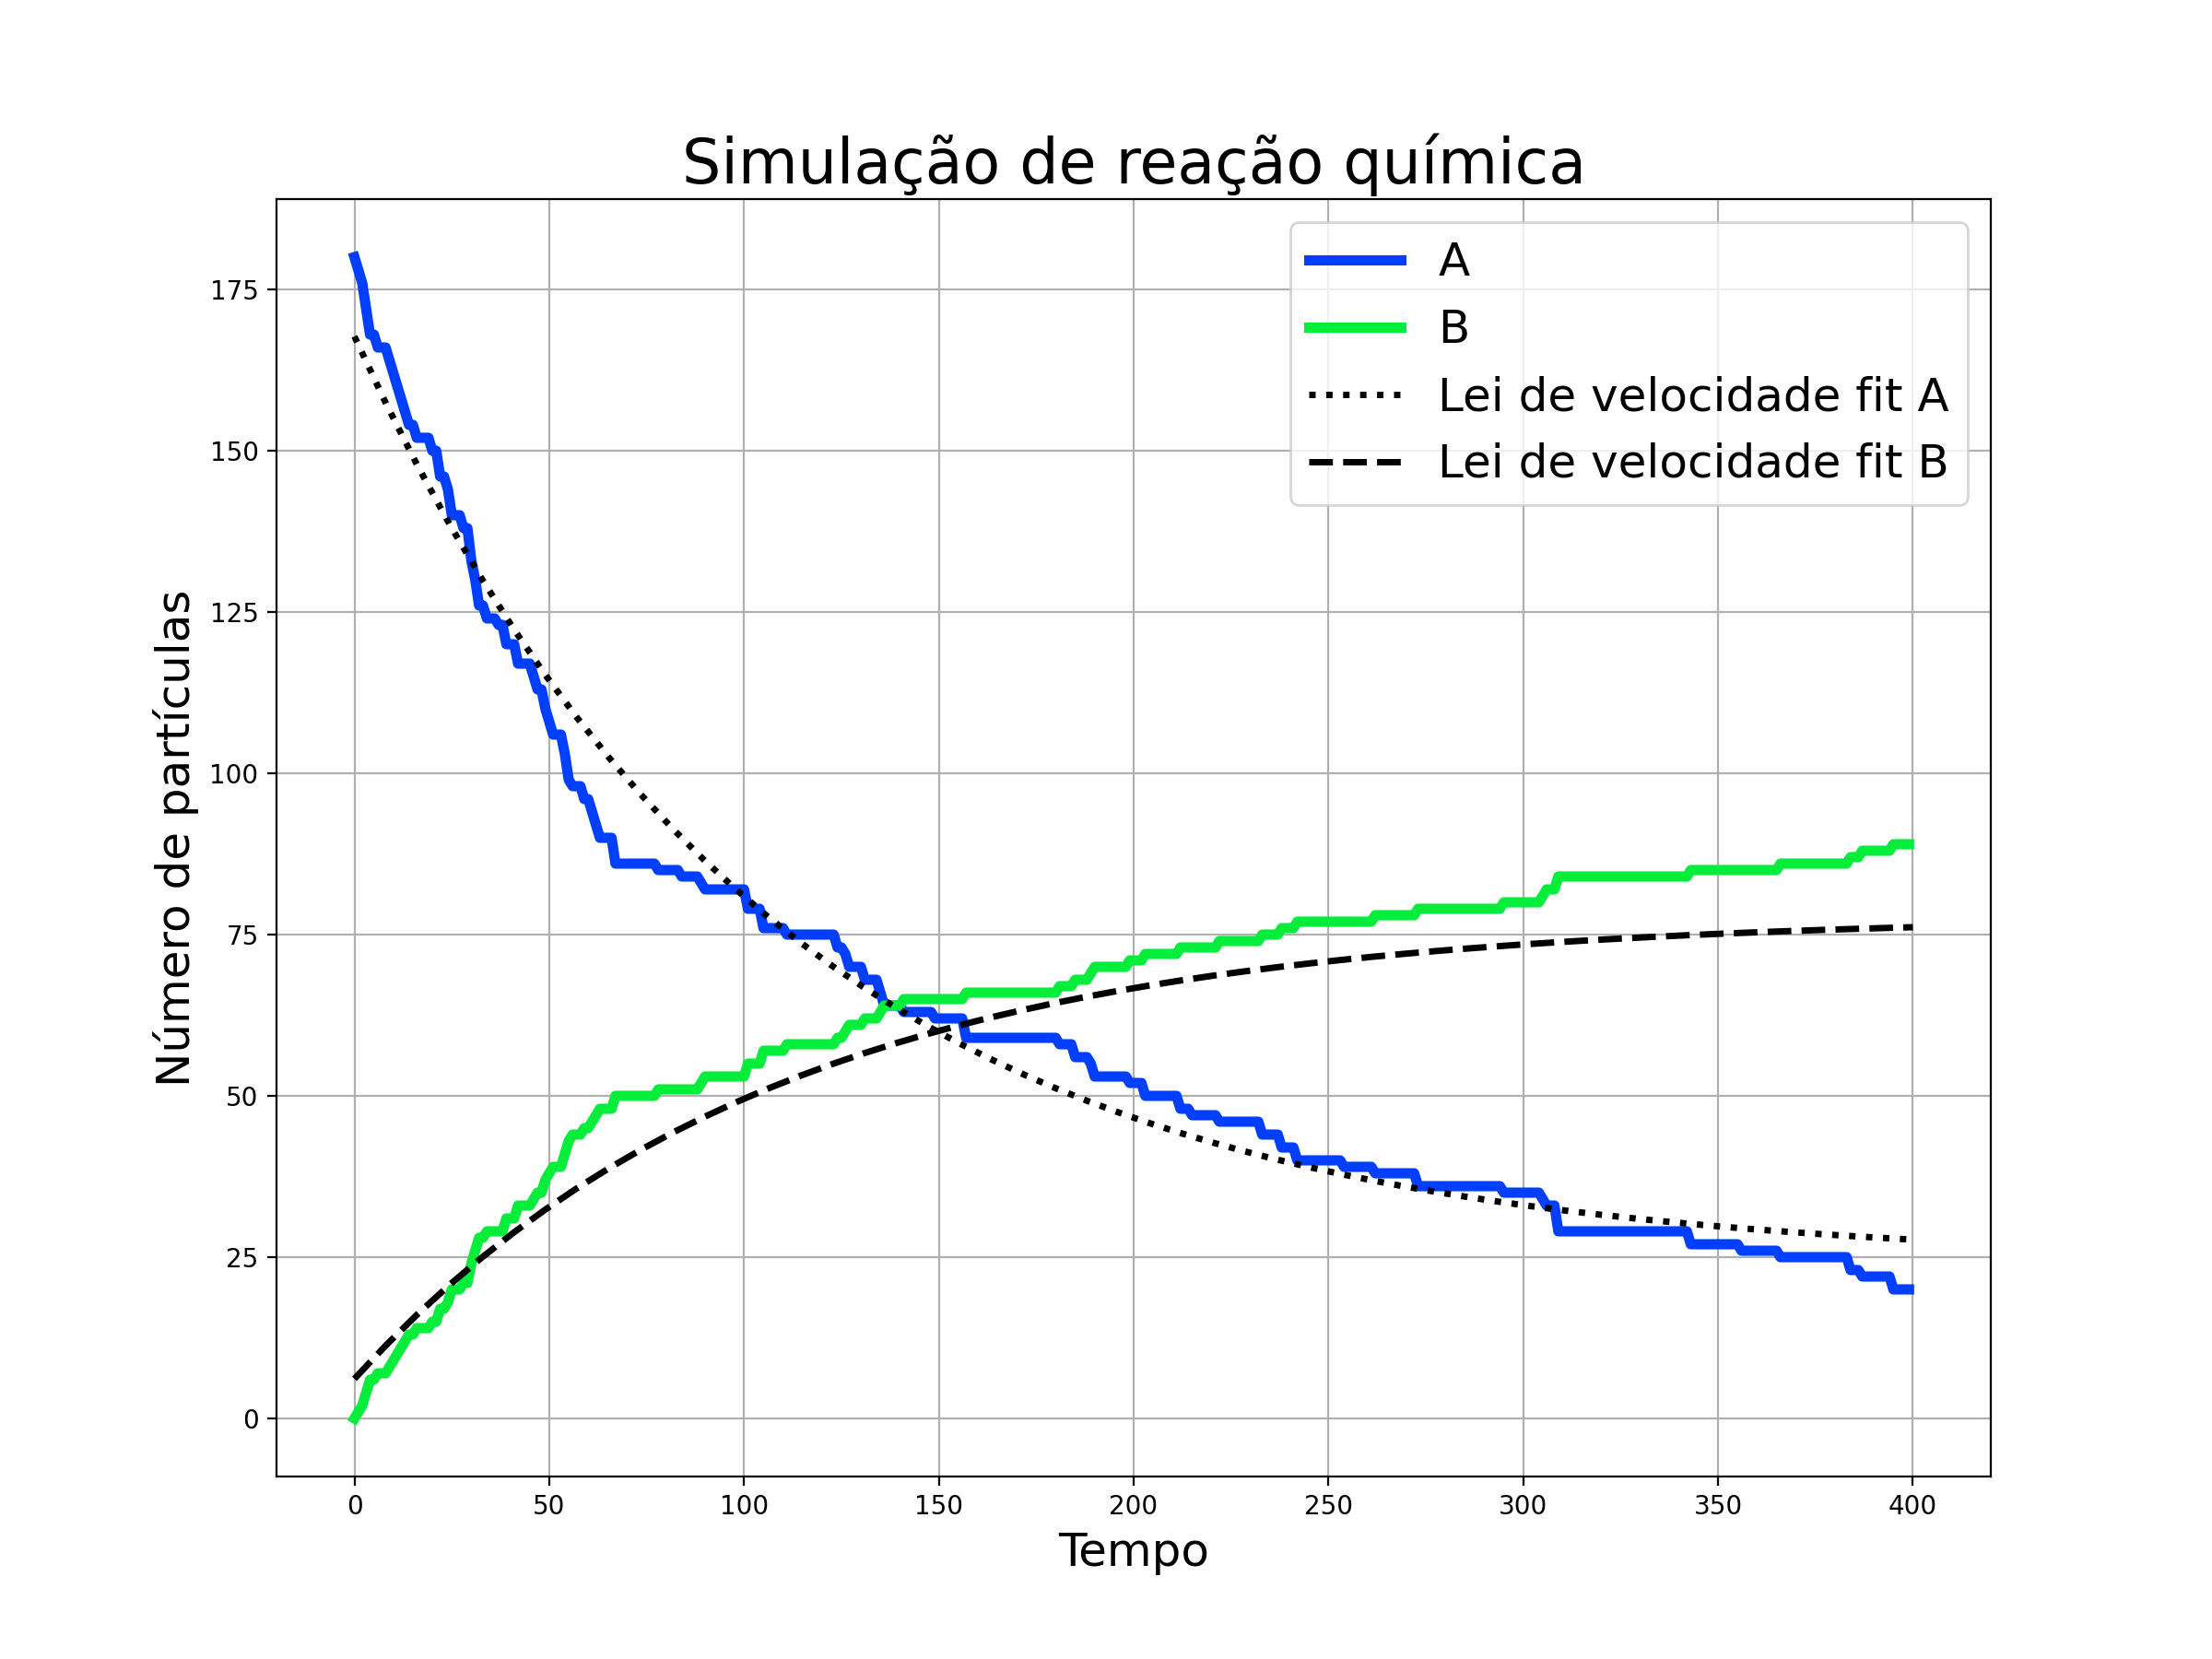 Simulação de reação química
A
B
Lei de velocidade fit A
Lei de velocidade fit B
Número de partículas
175
150
125
100
75
50
25
0
0 50 100 150 200 250 300 350 400
Tempo